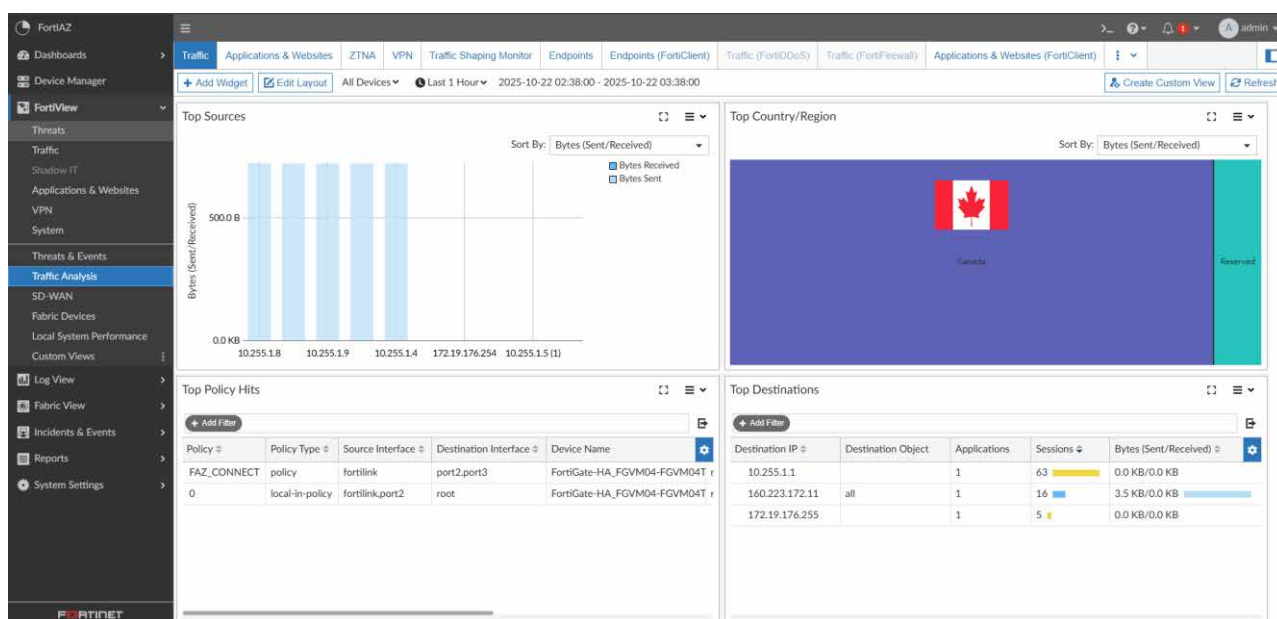 FortiAZ
admin
Dashboards
Device Manager
FortiView
Threats
Traffic
Shadow IT
Applications & Websites
VPN
System
Threats & Events
Traffic Analysis
SD-WAN
Fabric Devices
Local System Performance
Custom Views
Log View
Fabric View
Incidents & Events
Reports
System Settings
FORTINET
>_ 1 A
Traffic Applications & Websites ZTNA VPN Traffic Shaping Monitor Endpoints Endpoints (FortiClient) Traffic (FortiDDoS) Traffic (FortiFirewall) Applications & Websites (FortiClient)
+ Add Widget Edit Layout All Devices Last 1 Hour 2025-10-22 02:38:00 - 2025-10-22 03:38:00 Create Custom View Refresh
Top Sources
Sort By: Bytes (Sent/Received)
Bytes Received
Bytes Sent
Bytes (Sent/Received)
500.0 B
0.0 KB
10.255.1.8 10.255.1.9 10.255.1.4 172.19.176.254 10.255.1.5 (1)
Top Country/Region
Sort By: Bytes (Sent/Received)
Canada
Reserved
Top Policy Hits
+ Add Filter
Policy Policy Type Source Interface Destination Interface Device Name
FAZ_CONNECT policy fortilink port2,port3 FortiGate-HA_FGVM04-FGVM04T r
0 local-in-policy fortilink,port2 root FortiGate-HA_FGVM04-FGVM04T r
Top Destinations
+ Add Filter
Destination IP Destination Object Applications Sessions Bytes (Sent/Received)
10.255.1.1 1 63 0.0 KB/0.0 KB
160.223.172.11 all 1 16 3.5 KB/0.0 KB
172.19.176.255 1 5 0.0 KB/0.0 KB